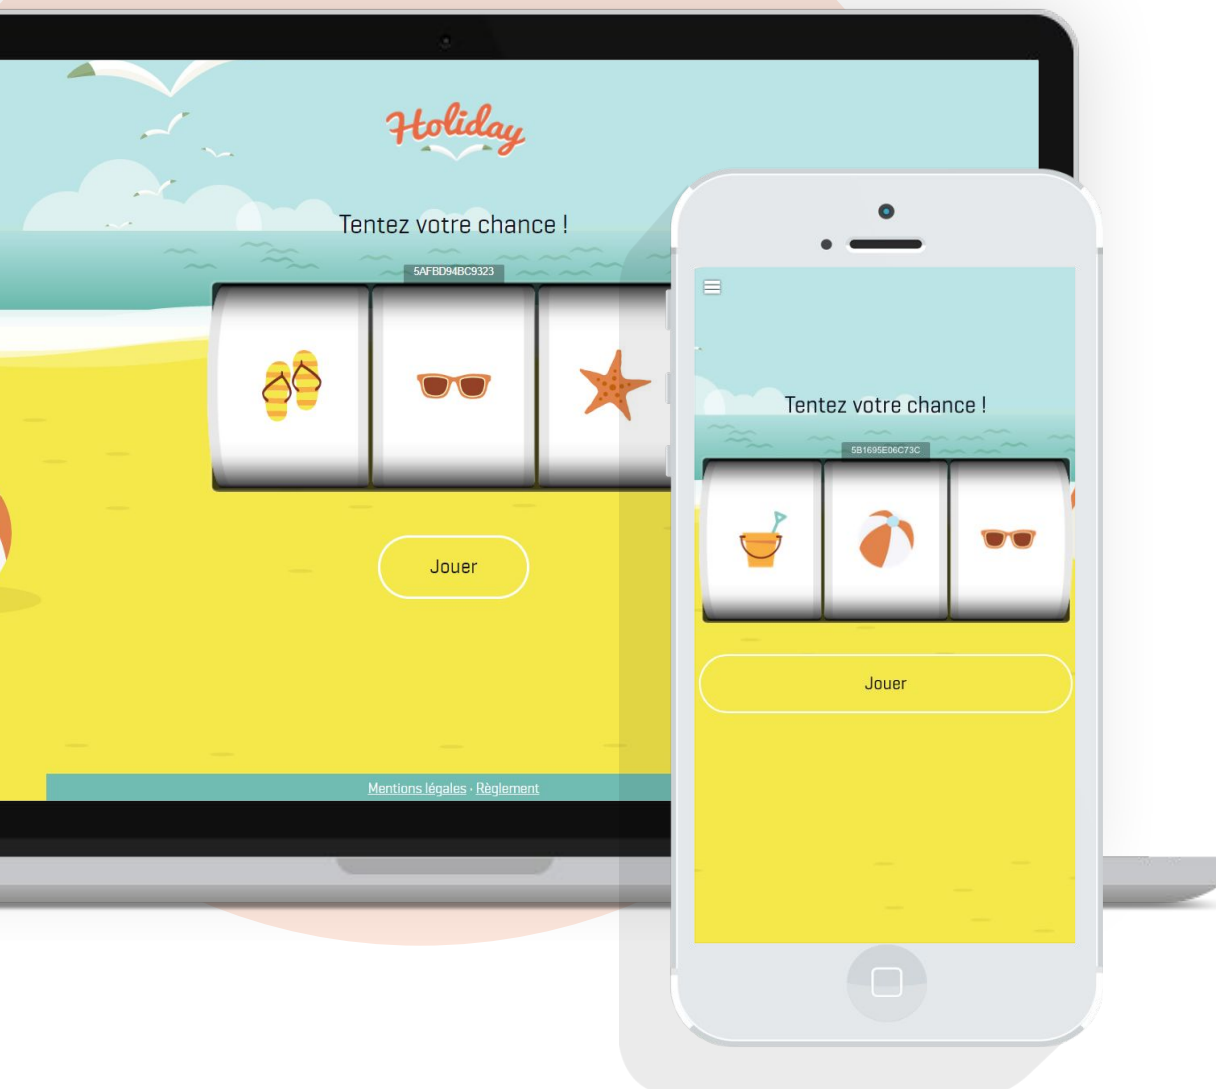 Holiday
Tentez votre chance !
5AFBD94BC9323
Jouer
Mentions légales · Règlement
Tentez votre chance !
5B1695E06C73C
Jouer